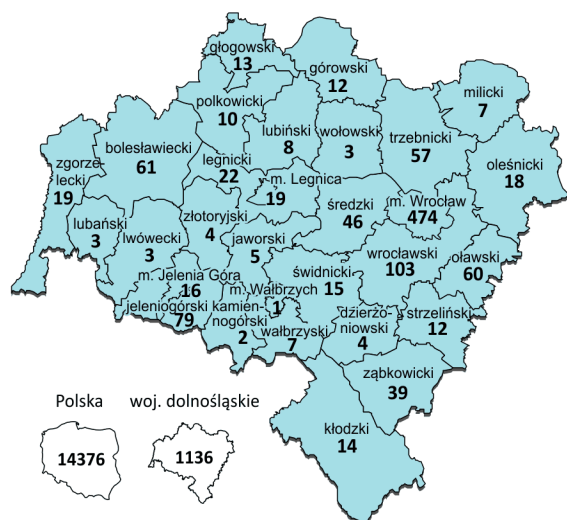 głogowski
13
górowski
12
milicki
7
polkowicki
10
lubiński
8
wołowski
3
trzebnicki
57
bolesławiecki
61
zgorze-
lecki
19
legnicki
22
m. Legnica
19
oleśnicki
18
średzki
46
m. Wrocław
474
lubański
3
lwówecki
3
złotoryjski
4
jaworski
5
wrocławski
103
oławski
60
m. Jelenia Góra
16
m. Wałbrzych
1
świdnicki
15
jeleniogórski
79
kamien-
nogórski
2
wałbrzyski
7
dzierżo-
niowski
4
strzeliński
12
ząbkowicki
39
kłodzki
14
Polska
14376
woj. dolnośląskie
1136